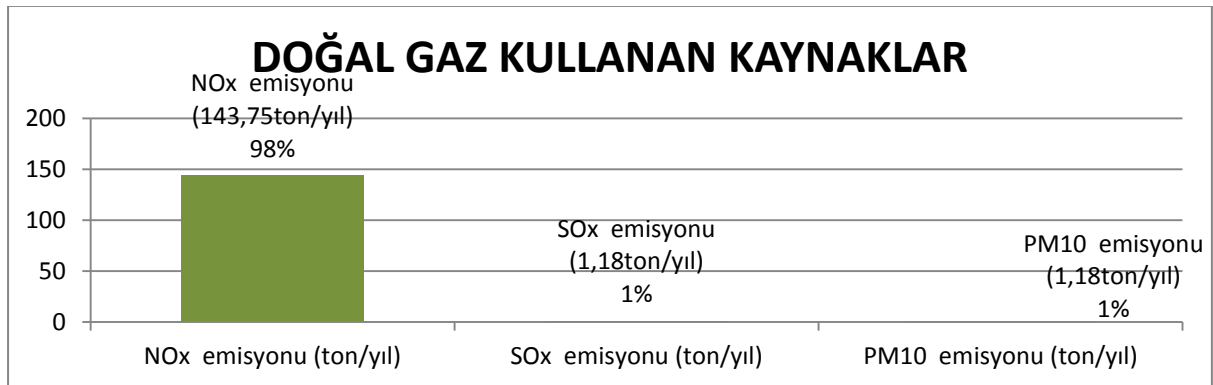 DOĞAL GAZ KULLANAN KAYNAKLAR
NOx emisyonu
(143,75ton/yıl)
98%
SOx emisyonu
(1,18ton/yıl)
1%
PM10 emisyonu
(1,18ton/yıl)
1%
200
150
100
50
0
NOx emisyonu (ton/yıl)
SOx emisyonu (ton/yıl)
PM10 emisyonu (ton/yıl)